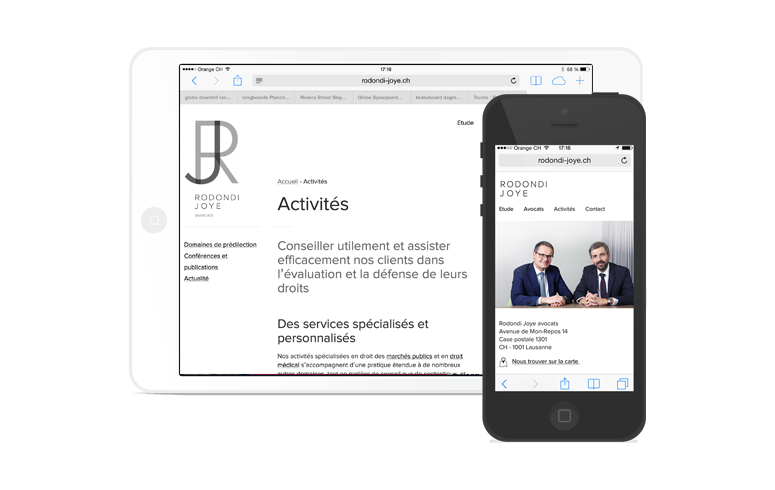 Orange CH
17:16
68 %
rodondi-joye.ch
RODONDI
JOYE
avocats
Etude
Accueil › Activités
Activités
Domaines de prédilection
Conférences et
publications
Actualité
Conseiller utilement et assister
efficacement nos clients dans
l'évaluation et la défense de leurs
droits
Des services spécialisés et
personnalisés
Nos activités spécialisées en droit des marchés publics et en droit
médical s'accompagnent d'une pratique étendue à de nombreux
Orange CH
17:16
rodondi-joye.ch
RODONDI
JOYE
Etude Avocats Activités Contact
Rodondi Joye avocats
Avenue de Mon-Repos 14
Case postale 1301
CH - 1001 Lausanne
Nous trouver sur la carte